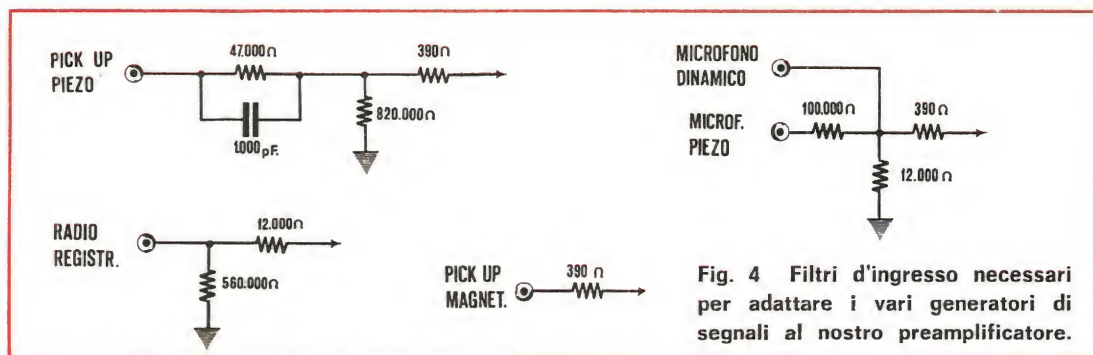 PICK UP
PIEZO
47.000Ω
1.000 pF.
390Ω
820.000Ω
MICROFONO
DINAMICO
MICROF.
PIEZO
100.000Ω
390Ω
12.000Ω
RADIO
REGISTR.
12.000Ω
560.000Ω
PICK UP
MAGNET.
390 Ω
Fig. 4 Filtri d'ingresso necessari
per adattare i vari generatori di
segnali al nostro preamplificatore.